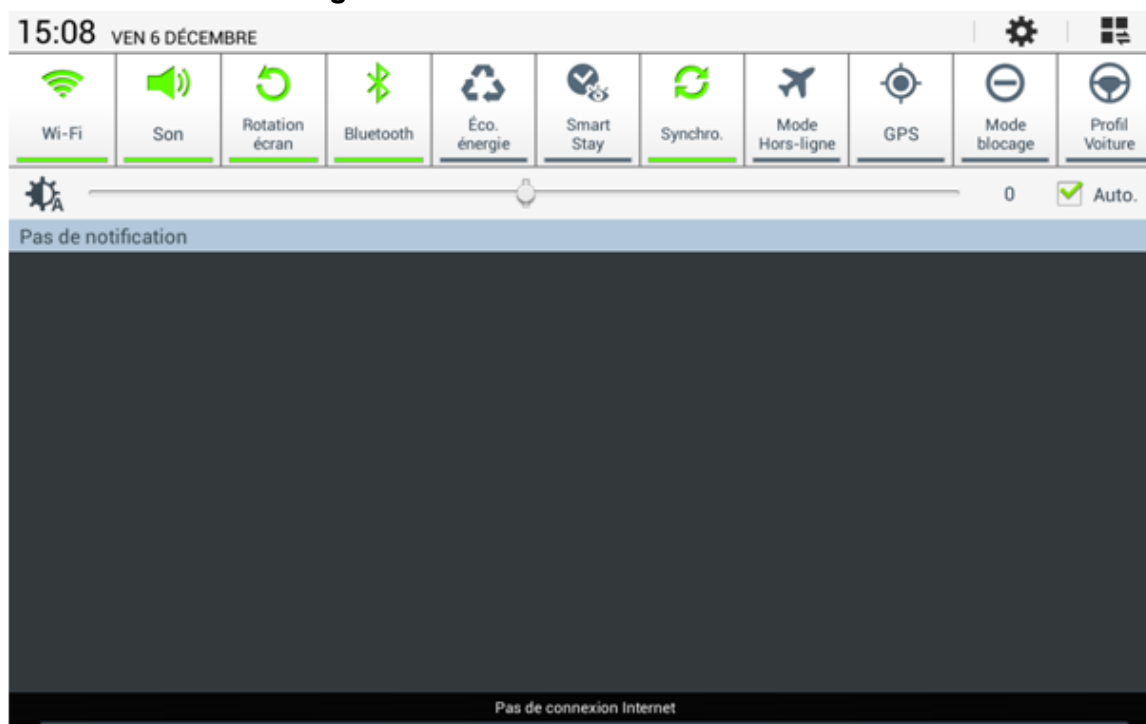 15:08 VEN 6 DÉCEMBRE
Wi-Fi
Son
Rotation
écran
Bluetooth
Éco.
énergie
Smart
Stay
Synchro.
Mode
Hors-ligne
GPS
Mode
blocage
Profil
Voiture
A
0
Auto.
Pas de notification
Pas de connexion Internet